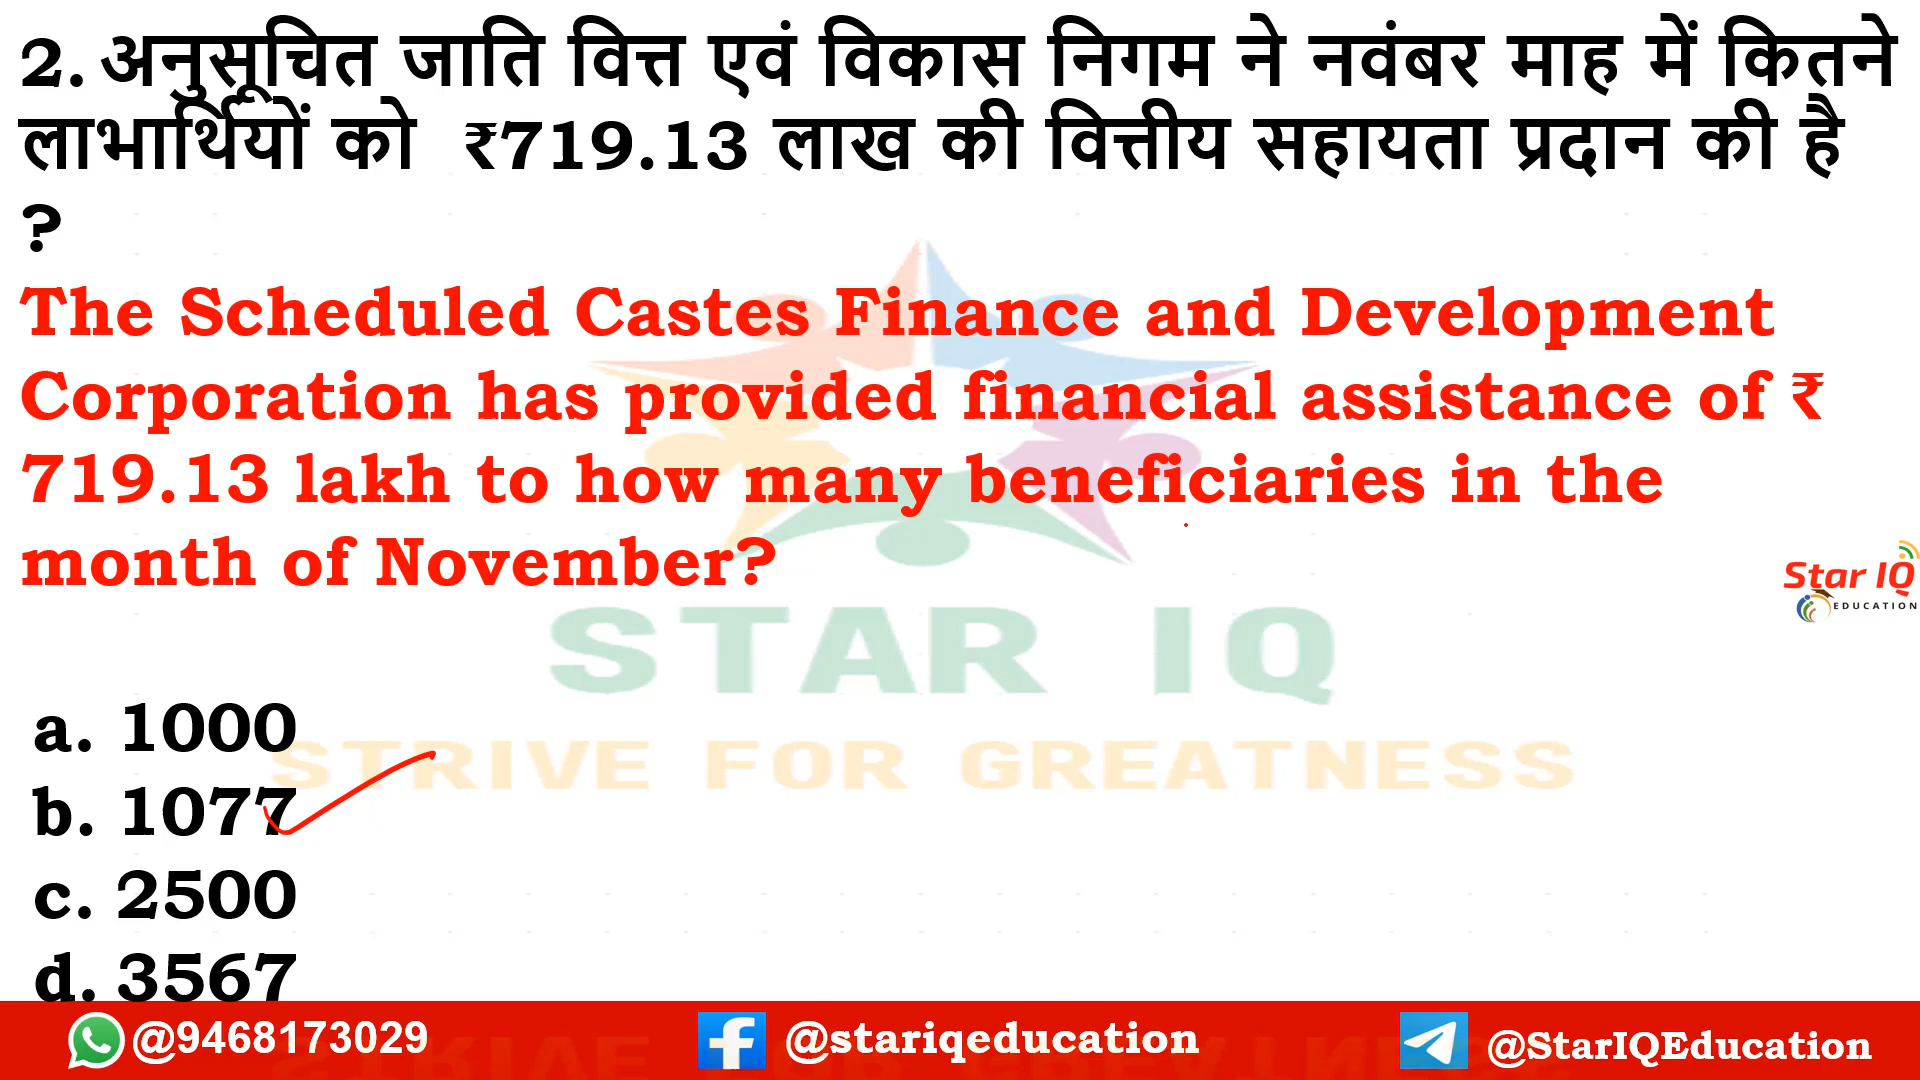 2. अनुसूचित जाति वित्त एवं विकास निगम ने नवंबर माह में कितने
लाभार्थियों को ₹719.13 लाख की वित्तीय सहायता प्रदान की है
?
The Scheduled Castes Finance and Development
Corporation has provided financial assistance of ₹
719.13 lakh to how many beneficiaries in the
month of November?
Star IQ
EDUCATION
STAR IQ
STRIVE FOR GREATNESS
a. 1000
b. 1077
c. 2500
d. 3567
@9468173029
@stariqeducation
@StarIQEducation